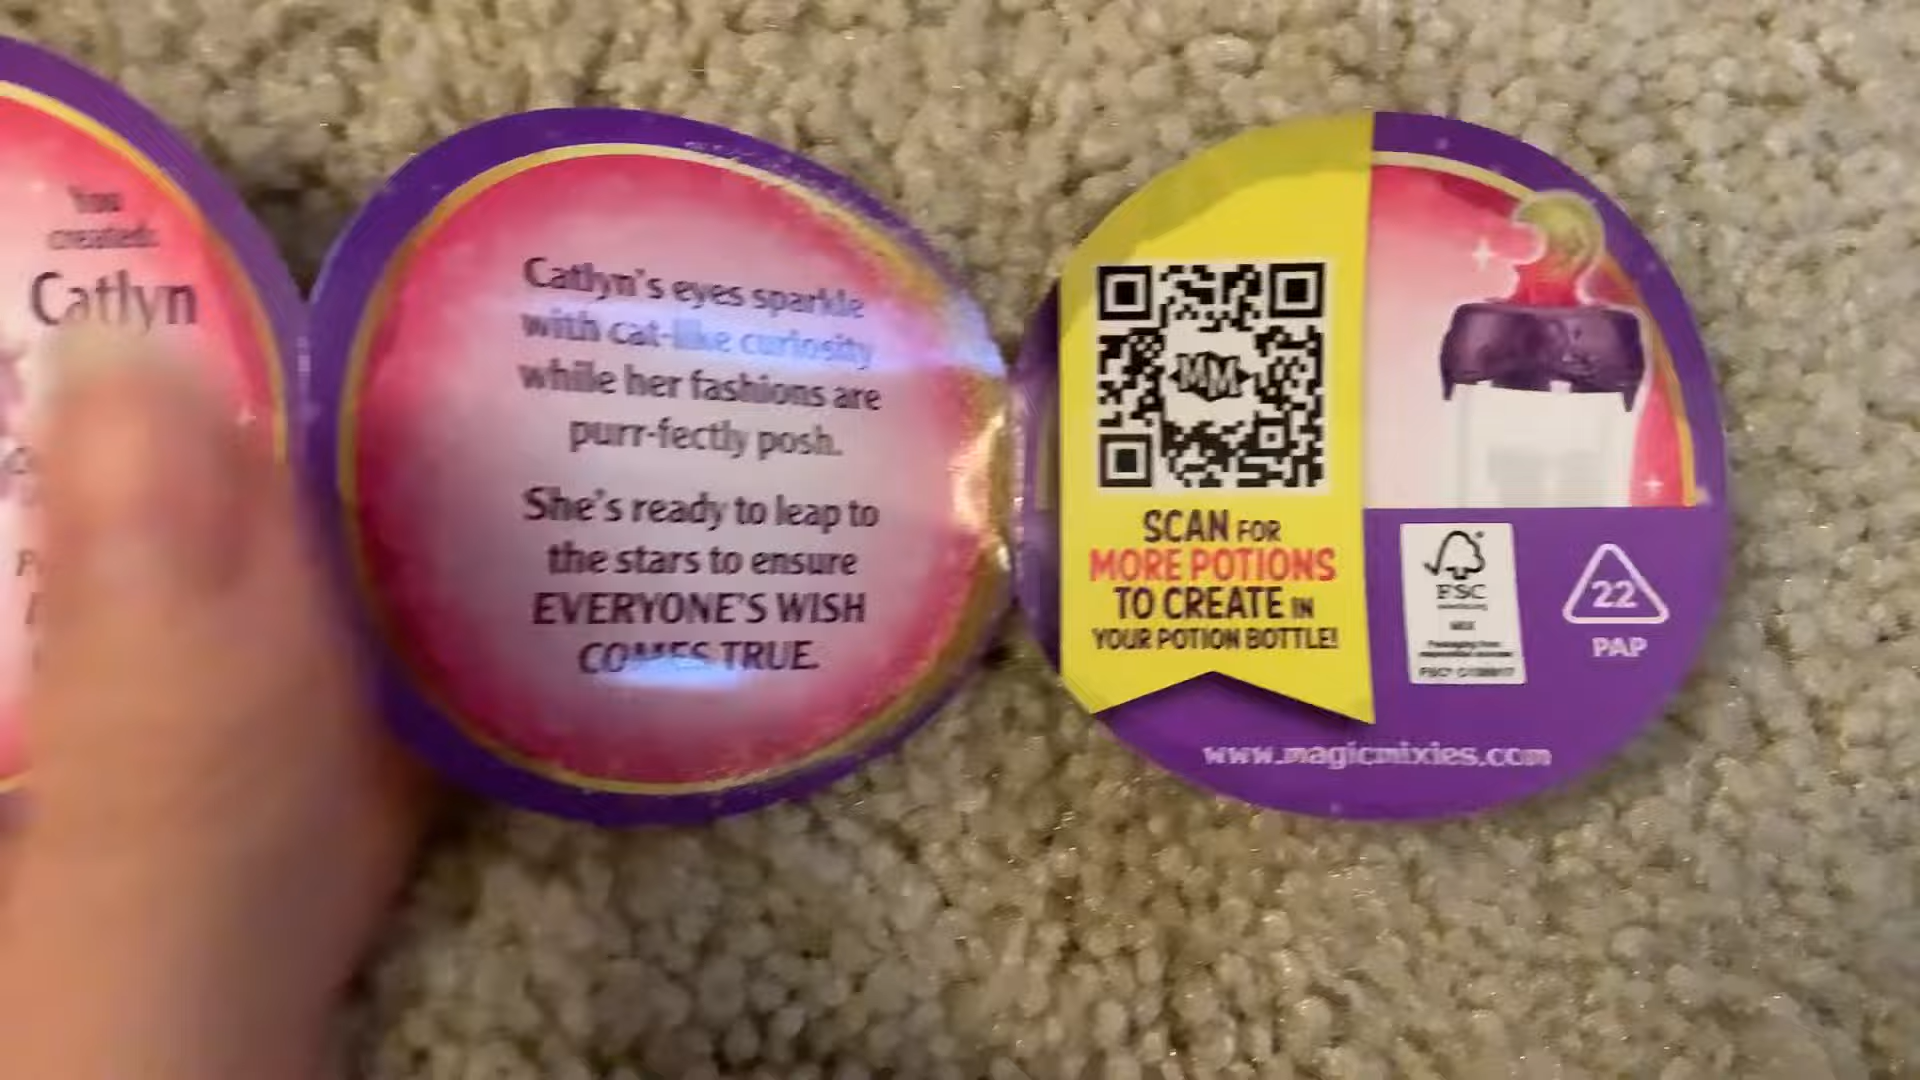 You
created:
Catlyn
Catlyn's eyes sparkle
with cat-like curiosity
while her fashions are
purr-fectly posh.
She's ready to leap to
the stars to ensure
EVERYONE'S WISH
COMES TRUE.
MM
SCAN FOR
MORE POTIONS
TO CREATE IN
YOUR POTION BOTTLE!
FSC
MIX
22
PAP
www.magicmixies.com